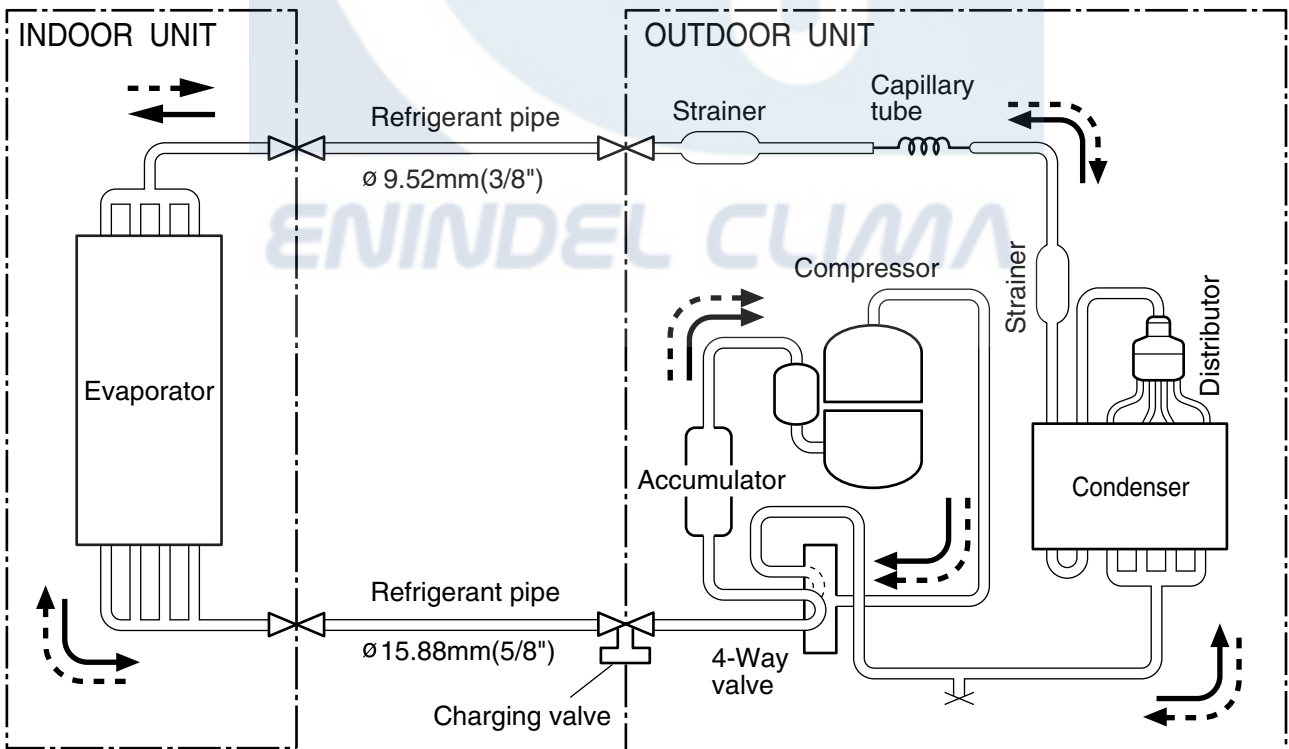 INDOOR UNIT
OUTDOOR UNIT
Refrigerant pipe
ø 9.52mm(3/8")
Strainer
Capillary
tube
ENINDEL CLIMA
Compressor
Strainer
Distributor
Evaporator
Accumulator
Condenser
Refrigerant pipe
ø 15.88mm(5/8")
4-Way
valve
Charging valve